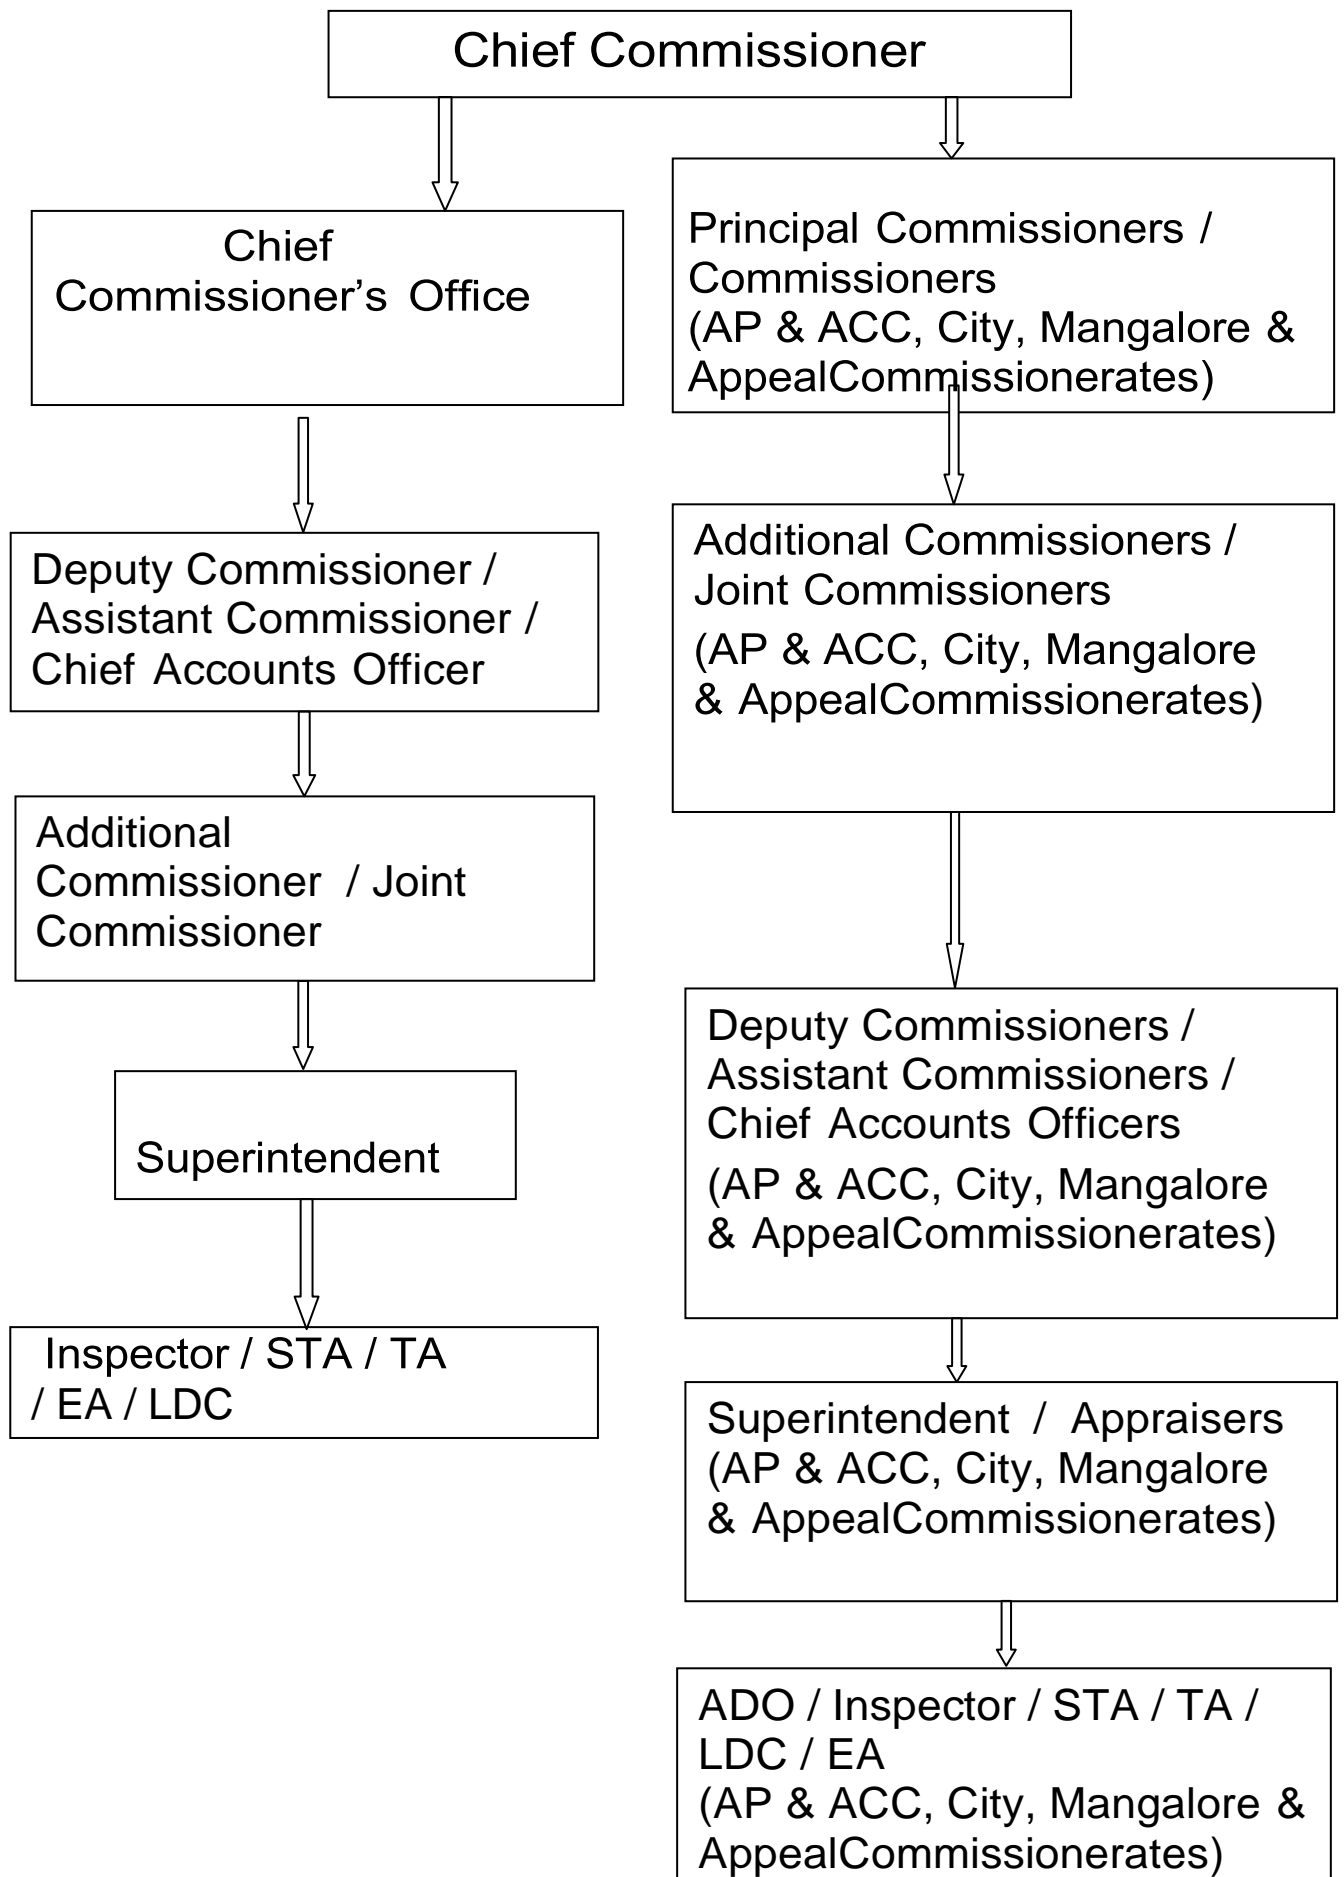 Chief Commissioner
Chief
Commissioner’s Office
Deputy Commissioner /
Assistant Commissioner /
Chief Accounts Officer
Additional
Commissioner / Joint
Commissioner
Superintendent
Inspector / STA / TA
/ EA / LDC
Principal Commissioners /
Commissioners
(AP & ACC, City, Mangalore &
AppealCommissionerates)
Additional Commissioners /
Joint Commissioners
(AP & ACC, City, Mangalore
& AppealCommissionerates)
Deputy Commissioners /
Assistant Commissioners /
Chief Accounts Officers
(AP & ACC, City, Mangalore
& AppealCommissionerates)
Superintendent / Appraisers
(AP & ACC, City, Mangalore
& AppealCommissionerates)
ADO / Inspector / STA / TA /
LDC / EA
(AP & ACC, City, Mangalore &
AppealCommissionerates)